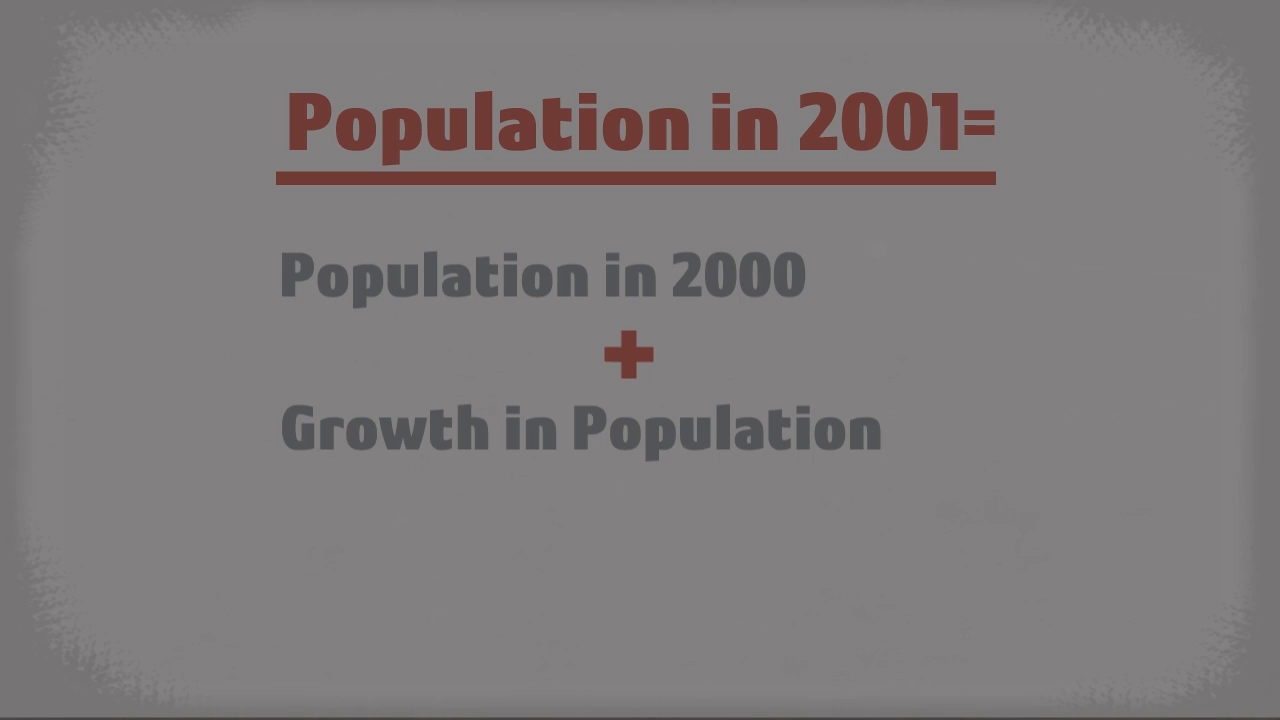 Population in 2001=
Population in 2000
+
Growth in Population